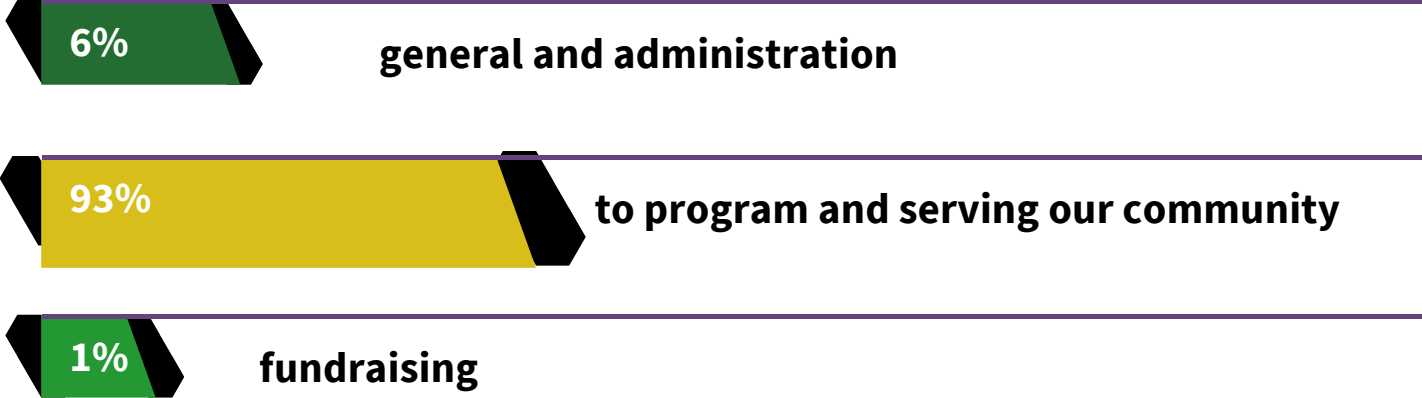 6% general and administration
93% to program and serving our community
1% fundraising